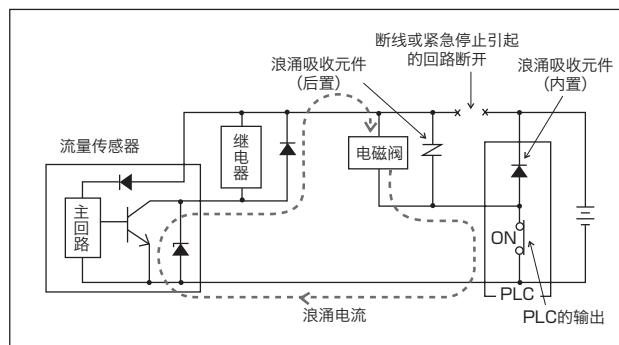 断线或紧急停止引起
的回路断开
浪涌吸收元件
(后置)
浪涌吸收元件
(内置)
流量传感器
继电器
电磁阀
主回路
ON
PLC
浪涌电流
PLC的输出